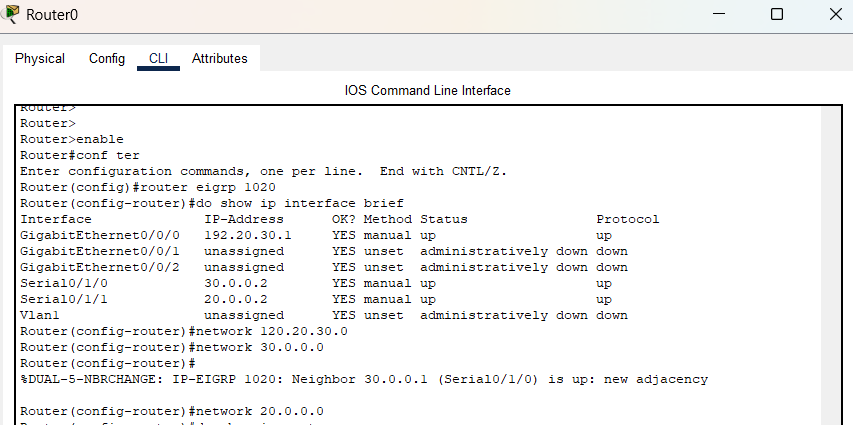 Router0
Physical Config CLI Attributes
IOS Command Line Interface
Router>
Router>
Router>enable
Router#conf ter
Enter configuration commands, one per line.  End with CNTL/Z.
Router(config)#router eigrp 1020
Router(config-router)#do show ip interface brief
Interface              IP-Address      OK? Method Status                Protocol
GigabitEthernet0/0/0   192.20.30.1     YES manual up                    up
GigabitEthernet0/0/1   unassigned      YES unset  administratively down down
GigabitEthernet0/0/2   unassigned      YES unset  administratively down down
Serial0/1/0            30.0.0.2        YES manual up                    up
Serial0/1/1            20.0.0.2        YES manual up                    up
Vlan1                  unassigned      YES unset  administratively down down
Router(config-router)#network 120.20.30.0
Router(config-router)#network 30.0.0.0
Router(config-router)#
%DUAL-5-NBRCHANGE: IP-EIGRP 1020: Neighbor 30.0.0.1 (Serial0/1/0) is up: new adjacency
Router(config-router)#network 20.0.0.0